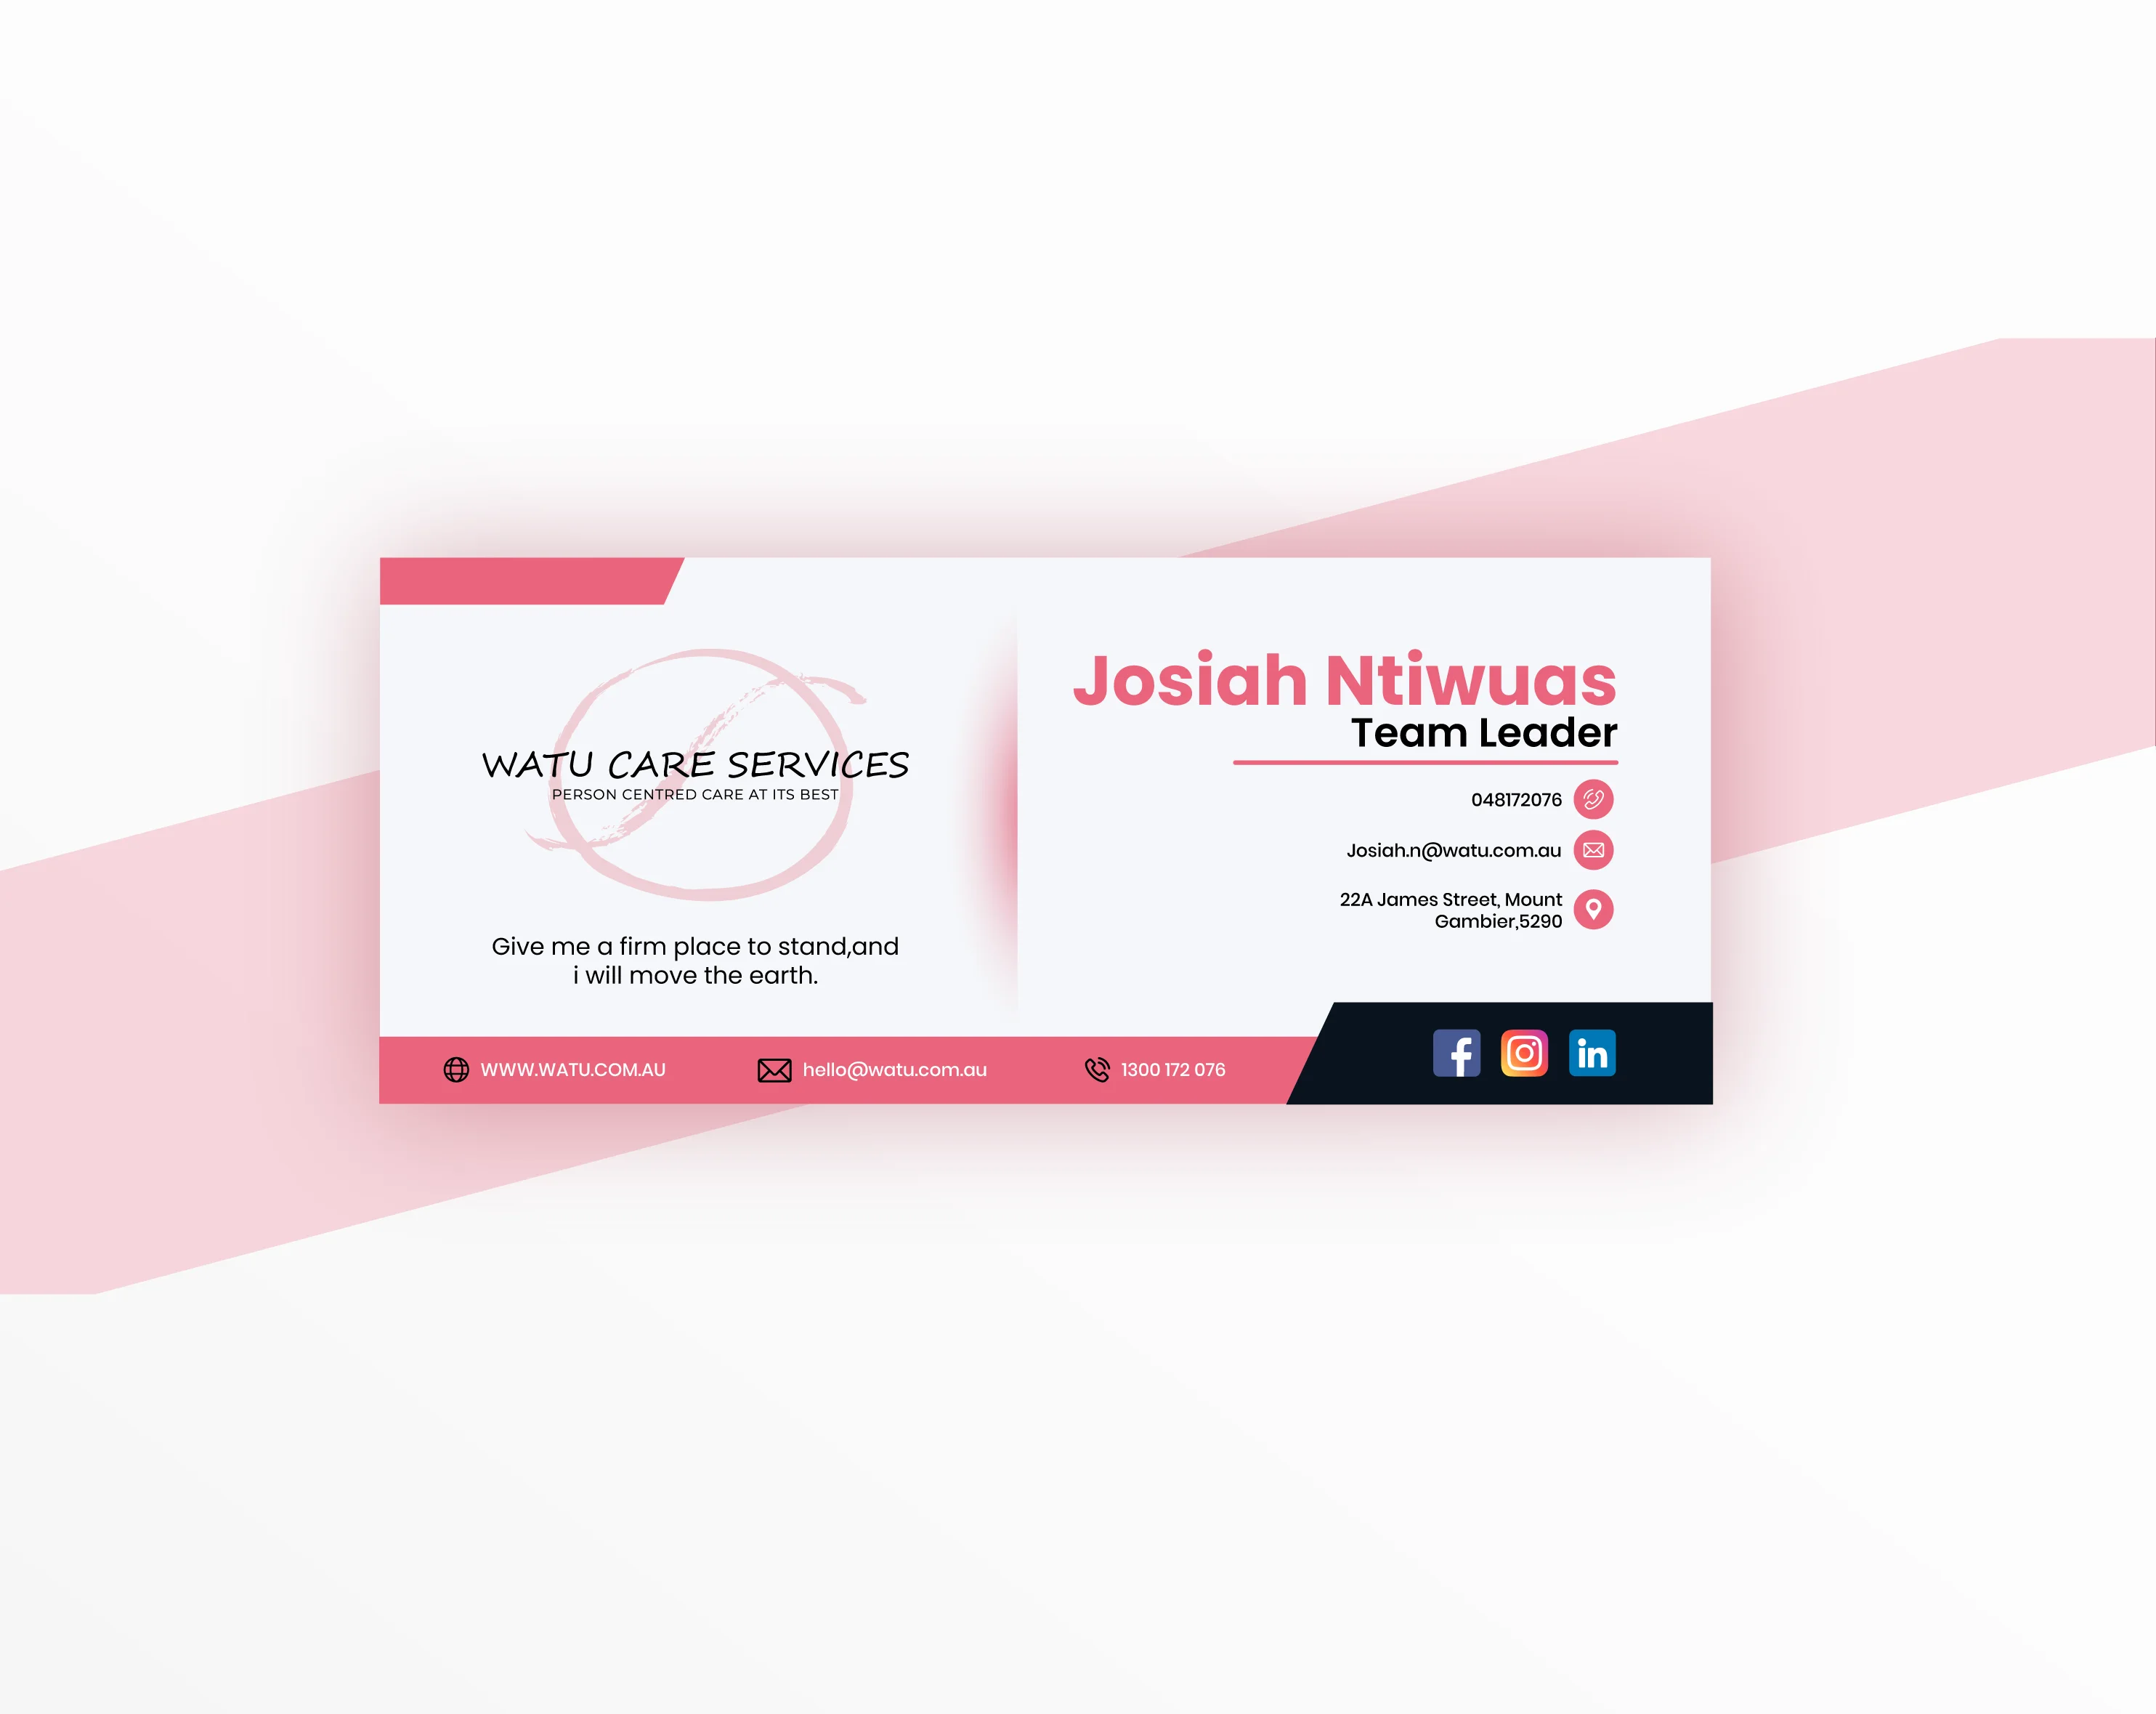 WATU CARE SERVICES
PERSON CENTRED CARE AT ITS BEST
Give me a firm place to stand,and
i will move the earth.
Josiah Ntiwuas
Team Leader
048172076
Josiah.n@watu.com.au
22A James Street, Mount
Gambier,5290
WWW.WATU.COM.AU
hello@watu.com.au
1300 172 076
f
in